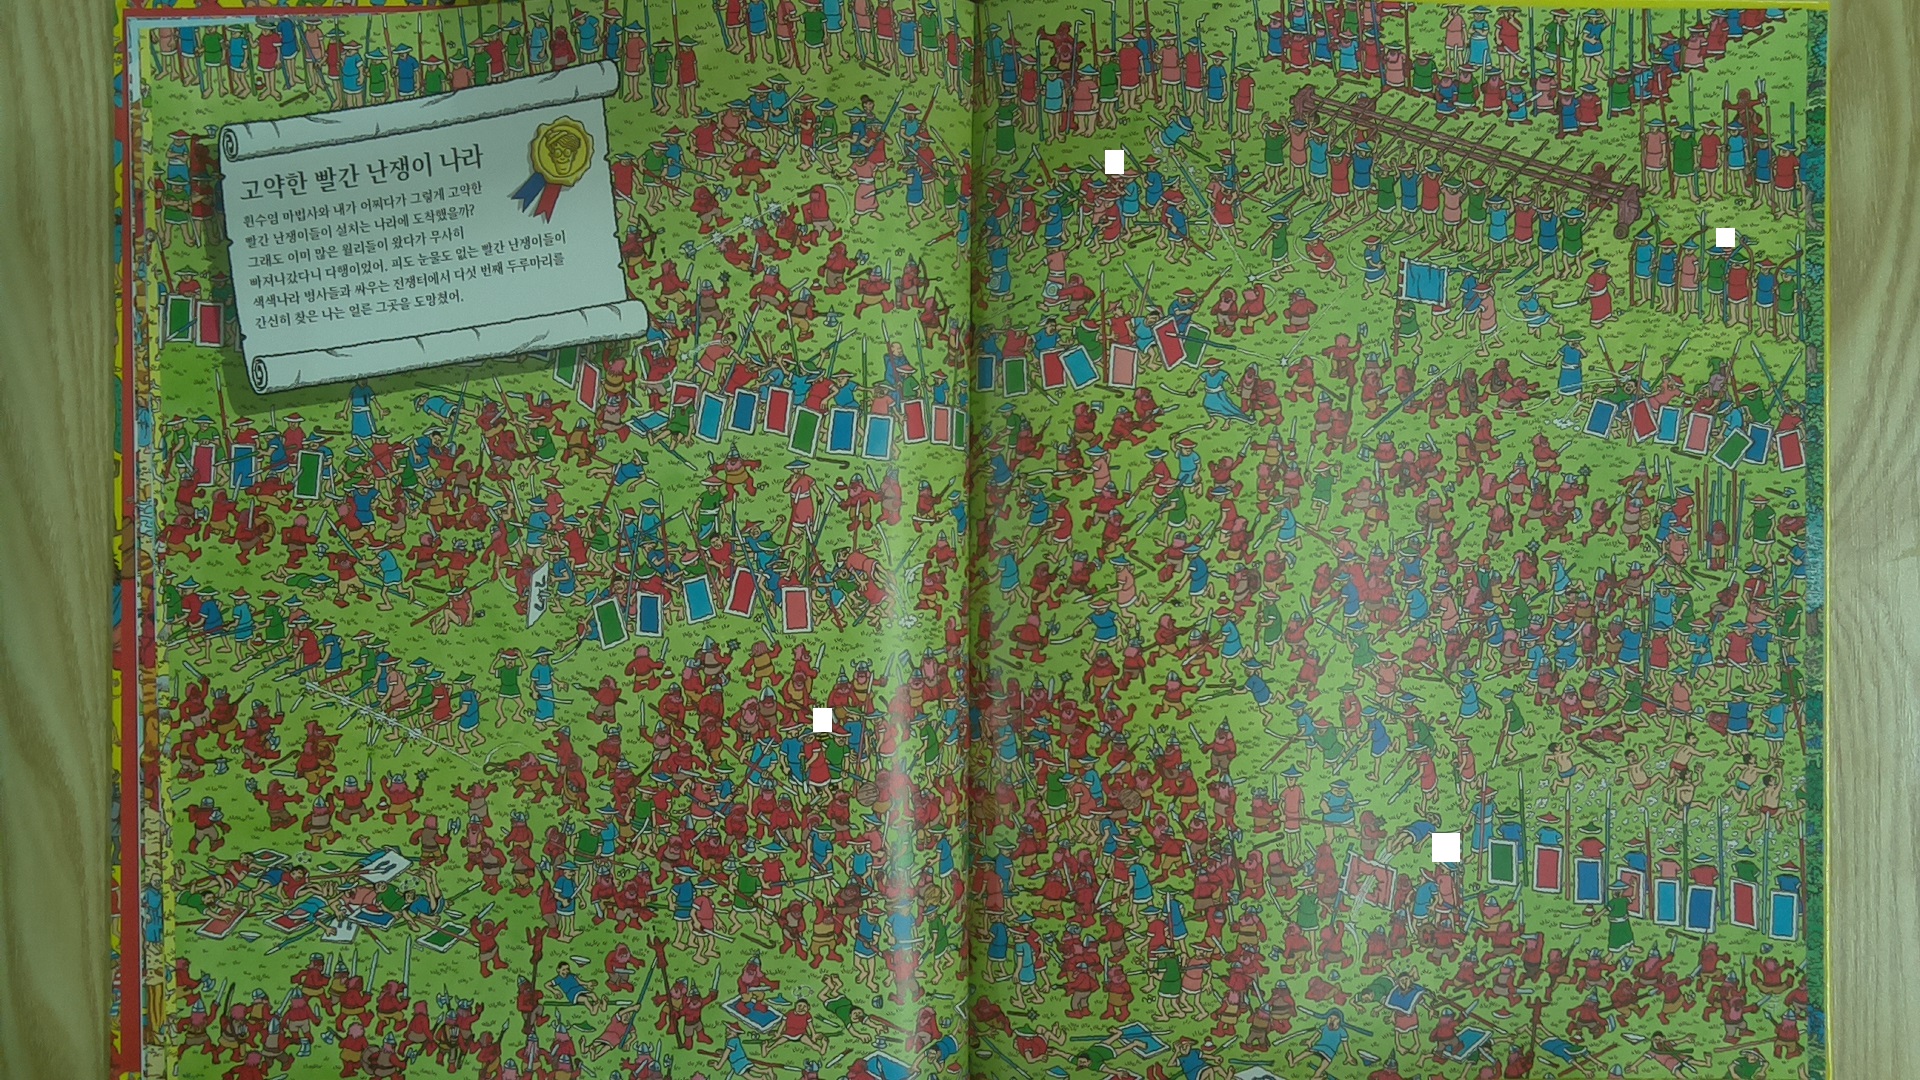 고약한 빨간 난쟁이 나라
흰수염 마법사와 내가 어쩌다가 그렇게 고약한
빨간 난쟁이들이 설치는 나라에 도착했을까?
그래도 이미 많은 월리들이 왔다가 무사히
빠져나갔다니 다행이었어. 피도 눈물도 없는 빨간 난쟁이들이
색색나라 병사들과 싸우는 전쟁터에서 다섯 번째 두루마리를
간신히 찾은 나는 얼른 그곳을 도망쳤어.